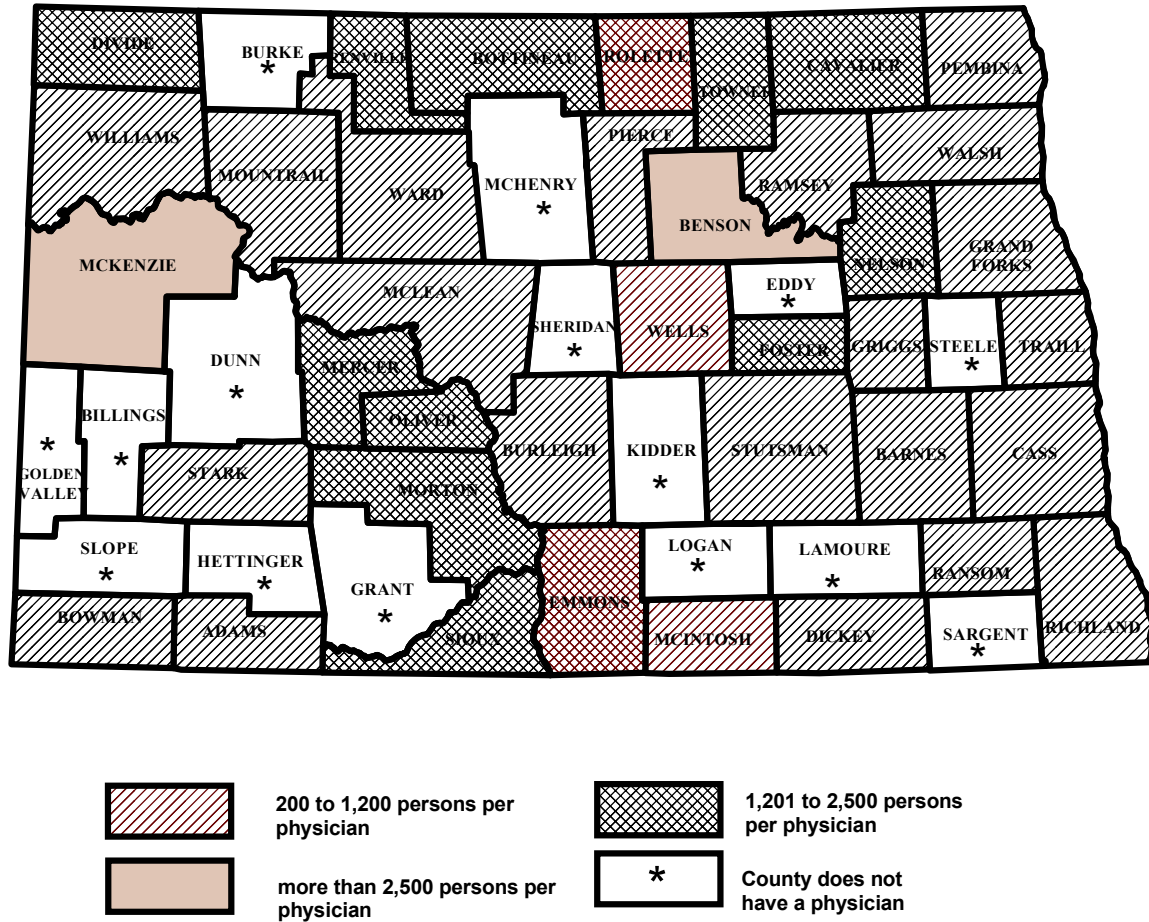 DIVIDE
BURKE
*
RENVILLE
BOTTINEAU
ROLETTE
TOWNER
CAVALIER
PEMBINA
WILLIAMS
MOUNTRAIL
WARD
MCHENRY
*
PIERCE
BENSON
RAMSEY
WALSH
MCKENZIE
MCLEAN
SHERIDAN
*
WELLS
EDDY
*
NELSON
GRAND
FORKS
DUNN
*
MERCER
OLIVER
FOSTER
GRIGGS
STEELE
*
TRAILL
BILLINGS
*
*
GOLDEN
VALLEY
STARK
MORTON
BURLEIGH
KIDDER
*
STUTSMAN
BARNES
CASS
SLOPE
*
HETTINGER
*
GRANT
*
EMMONS
LOGAN
*
LAMOURE
*
RANSOM
RICHLAND
BOWMAN
ADAMS
SIOUX
MCINTOSH
DICKEY
SARGENT
*
200 to 1,200 persons per
physician
1,201 to 2,500 persons
per physician
more than 2,500 persons per
physician
*
County does not
have a physician